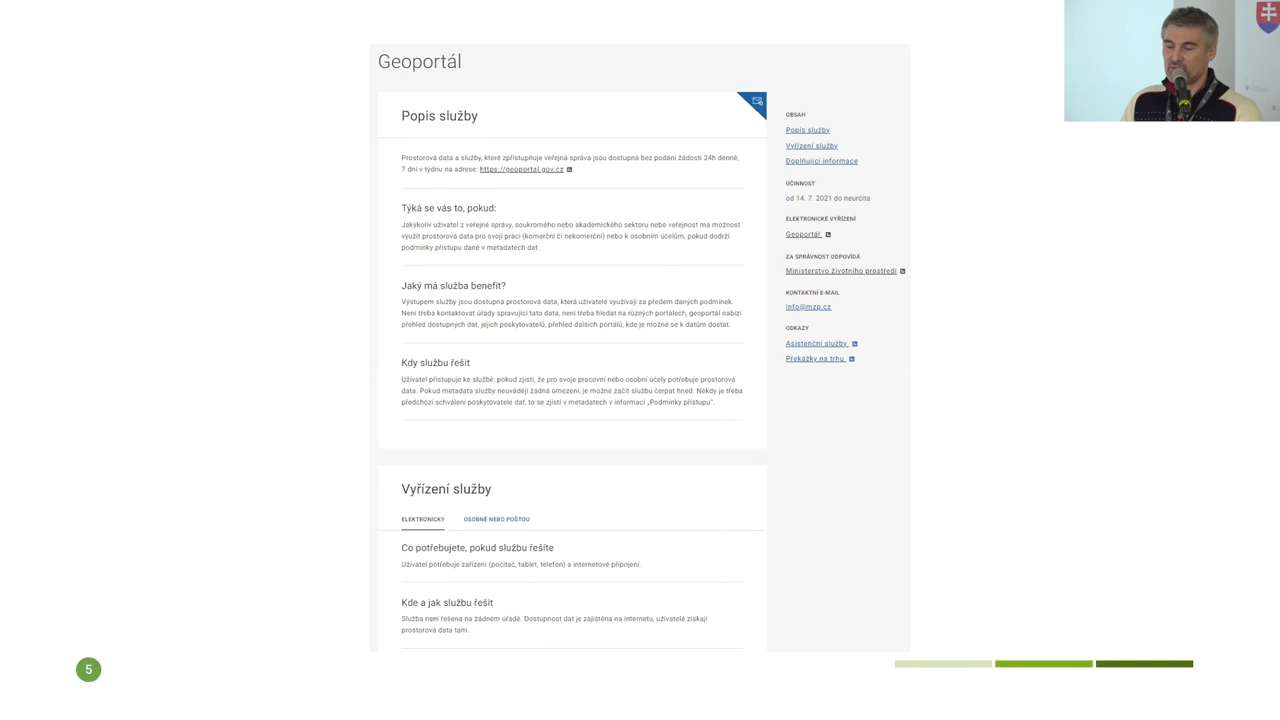 Geoportál
Popis služby
Prostorová data a služby, které zpřístupňuje veřejná správa jsou dostupná bez podání žádosti 24h denně,
7 dní v týdnu na adrese: https://geoportal.gov.cz
Týká se vás to, pokud:
Jakýkoliv uživatel z veřejné správy, soukromého nebo akademického sektoru nebo veřejnost má možnost
využít prostorová data pro svoji práci (komerční či nekomerční) nebo k osobním účelům, pokud dodrží
podmínky přístupu dané v metadatech dat.
Jaký má služba benefit?
Výstupem služby jsou dostupná prostorová data, která uživatelé využívají za předem daných podmínek.
Není třeba kontaktovat úřady spravující tato data, není třeba hledat na různých portálech, geoportál nabízí
přehled dostupných dat, jejich poskytovatelů, přehled dalších portálů, kde je možné se k datům dostat.
Kdy službu řešit
Uživatel přistupuje ke službě, pokud zjistí, že pro svoje pracovní nebo osobní účely potřebuje prostorová
data. Pokud metadata služby neuvádějí žádná omezení, je možné začít službu čerpat hned. Někdy je třeba
předchozí schválení poskytovatele dat, to se zjistí v metadatech v informaci „Podmínky přístupu".
Vyřízení služby
ELEKTRONICKY
OSOBNĚ NEBO POŠTOU
Co potřebujete, pokud službu řešíte
Uživatel potřebuje zařízení (počítač, tablet, telefon) a internetové připojení.
Kde a jak službu řešit
Služba není řešena na žádném úřadě. Dostupnost dat je zajištěna na internetu, uživatelé získají
prostorová data tam.
OBSAH
Popis služby
Vyřízení služby
Doplňující informace
ÚČINNOST
od 14. 7. 2021 do neurčita
ELEKTRONICKÉ VYŘÍZENÍ
Geoportál
ZA SPRÁVNOST ODPOVÍDÁ
Ministerstvo životního prostředí
KONTAKTNÍ E-MAIL
info@mzp.cz
ODKAZY
Asistenční služby
Překážky na trhu
5